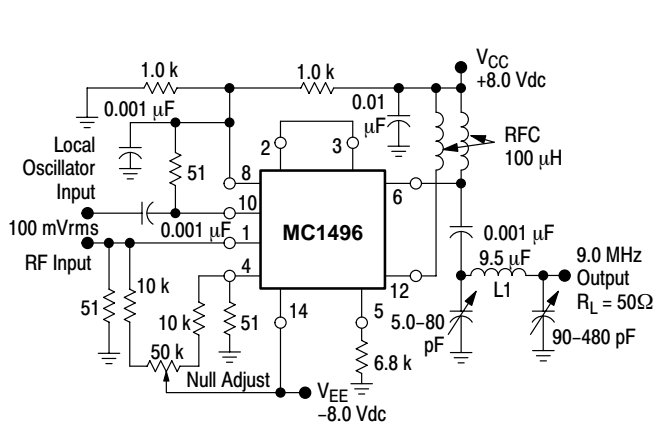 1.0 k
1.0 k
VCC
+8.0 Vdc
0.001 μF
0.01
μF
RFC
100 μH
Local
Oscillator
Input
51
2
3
8
6
10
100 mVrms
0.001 μF
1
MC1496
0.001 μF
RF Input
4
12
9.5 μF
L1
9.0 MHz
Output
RL = 50Ω
51
10 k
10 k
51
14
5
5.0–80
pF
90–480 pF
50 k
Null Adjust
6.8 k
VEE
–8.0 Vdc